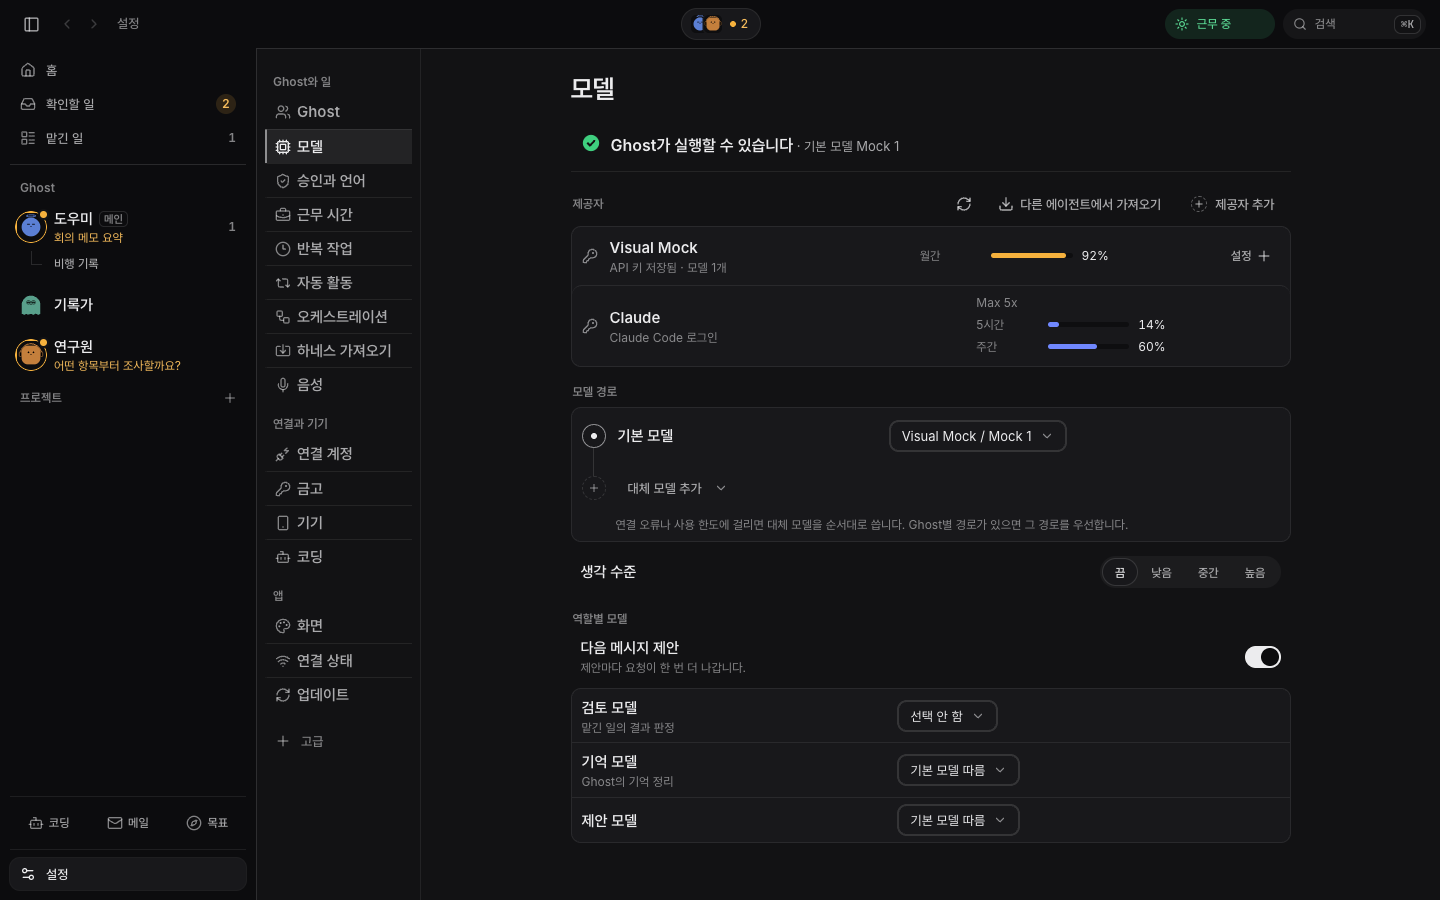 설정
2
근무 중
검색
⌘K
홈
확인할 일
2
맡긴 일
1
Ghost
도우미 메인
회의 메모 요약
1
비행 기록
기록가
연구원
어떤 항목부터 조사할까요?
프로젝트
코딩
메일
목표
설정
Ghost와 일
Ghost
모델
승인과 언어
근무 시간
반복 작업
자동 활동
오케스트레이션
하네스 가져오기
음성
연결과 기기
연결 계정
금고
기기
코딩
앱
화면
연결 상태
업데이트
고급
모델
Ghost가 실행할 수 있습니다 · 기본 모델 Mock 1
제공자
다른 에이전트에서 가져오기
제공자 추가
Visual Mock
API 키 저장됨 · 모델 1개
월간
92%
설정
Claude
Claude Code 로그인
Max 5x
5시간
14%
주간
60%
모델 경로
기본 모델
Visual Mock / Mock 1
대체 모델 추가
연결 오류나 사용 한도에 걸리면 대체 모델을 순서대로 씁니다. Ghost별 경로가 있으면 그 경로를 우선합니다.
생각 수준
끔
낮음
중간
높음
역할별 모델
다음 메시지 제안
제안마다 요청이 한 번 더 나갑니다.
검토 모델
맡긴 일의 결과 판정
선택 안 함
기억 모델
Ghost의 기억 정리
기본 모델 따름
제안 모델
기본 모델 따름